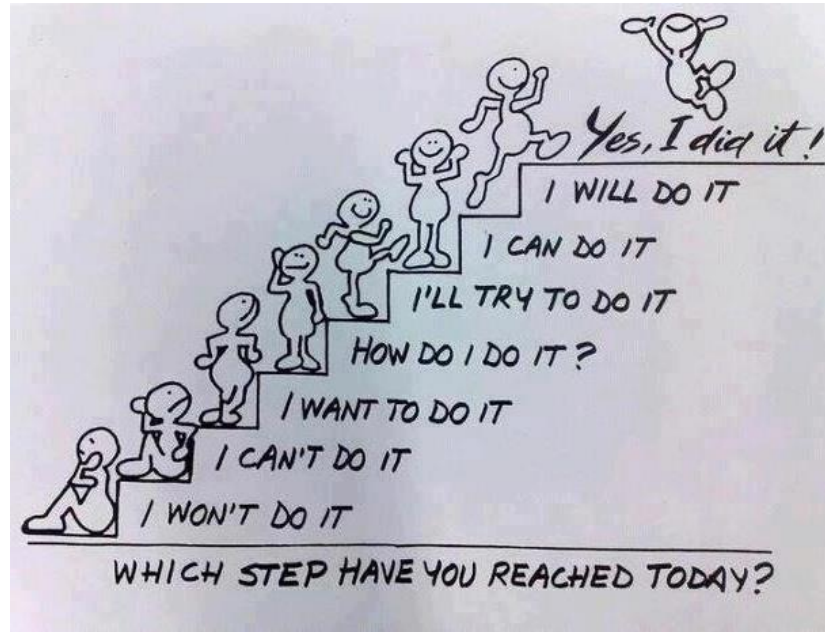 Yes, I did it!
I WILL DO IT
I CAN DO IT
I'LL TRY TO DO IT
HOW DO I DO IT?
I WANT TO DO IT
I CAN'T DO IT
I WON'T DO IT
WHICH STEP HAVE YOU REACHED TODAY?